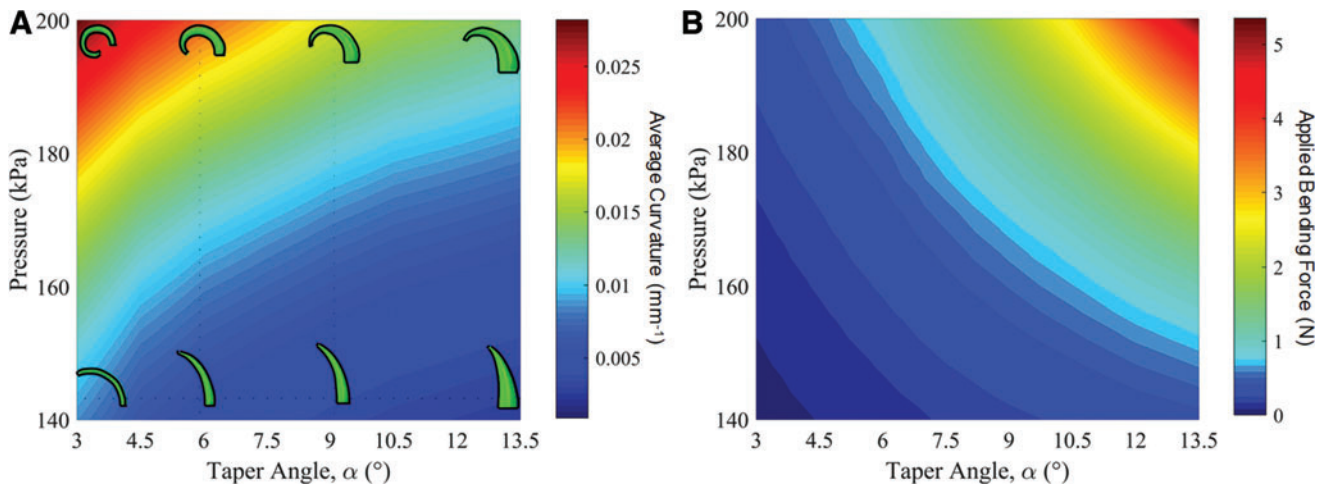 A
200
180
160
140
Pressure (kPa)
3 4.5 6 7.5 9 10.5 12 13.5
Taper Angle, α (°)
0.025
0.02
0.015
0.01
0.005
Average Curvature (mm⁻¹)
B
200
180
160
140
Pressure (kPa)
3 4.5 6 7.5 9 10.5 12 13.5
Taper Angle, α (°)
5
4
3
2
1
0
Applied Bending Force (N)